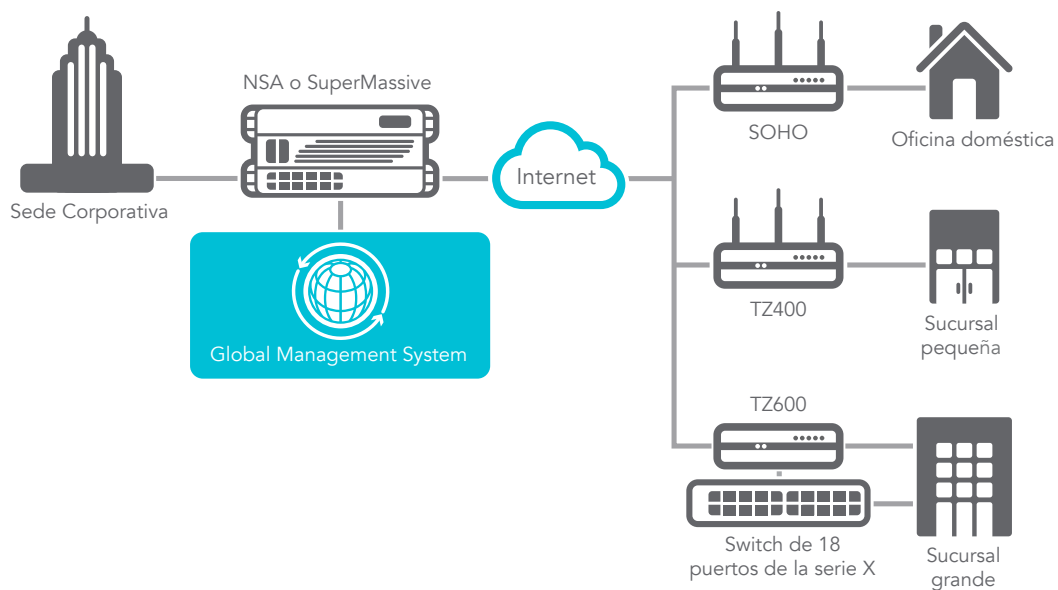 NSA o SuperMassive
Sede Corporativa
Internet
Global Management System
SOHO
Oficina doméstica
TZ400
Sucursal
pequeña
TZ600
Switch de 18
puertos de la serie X
Sucursal
grande